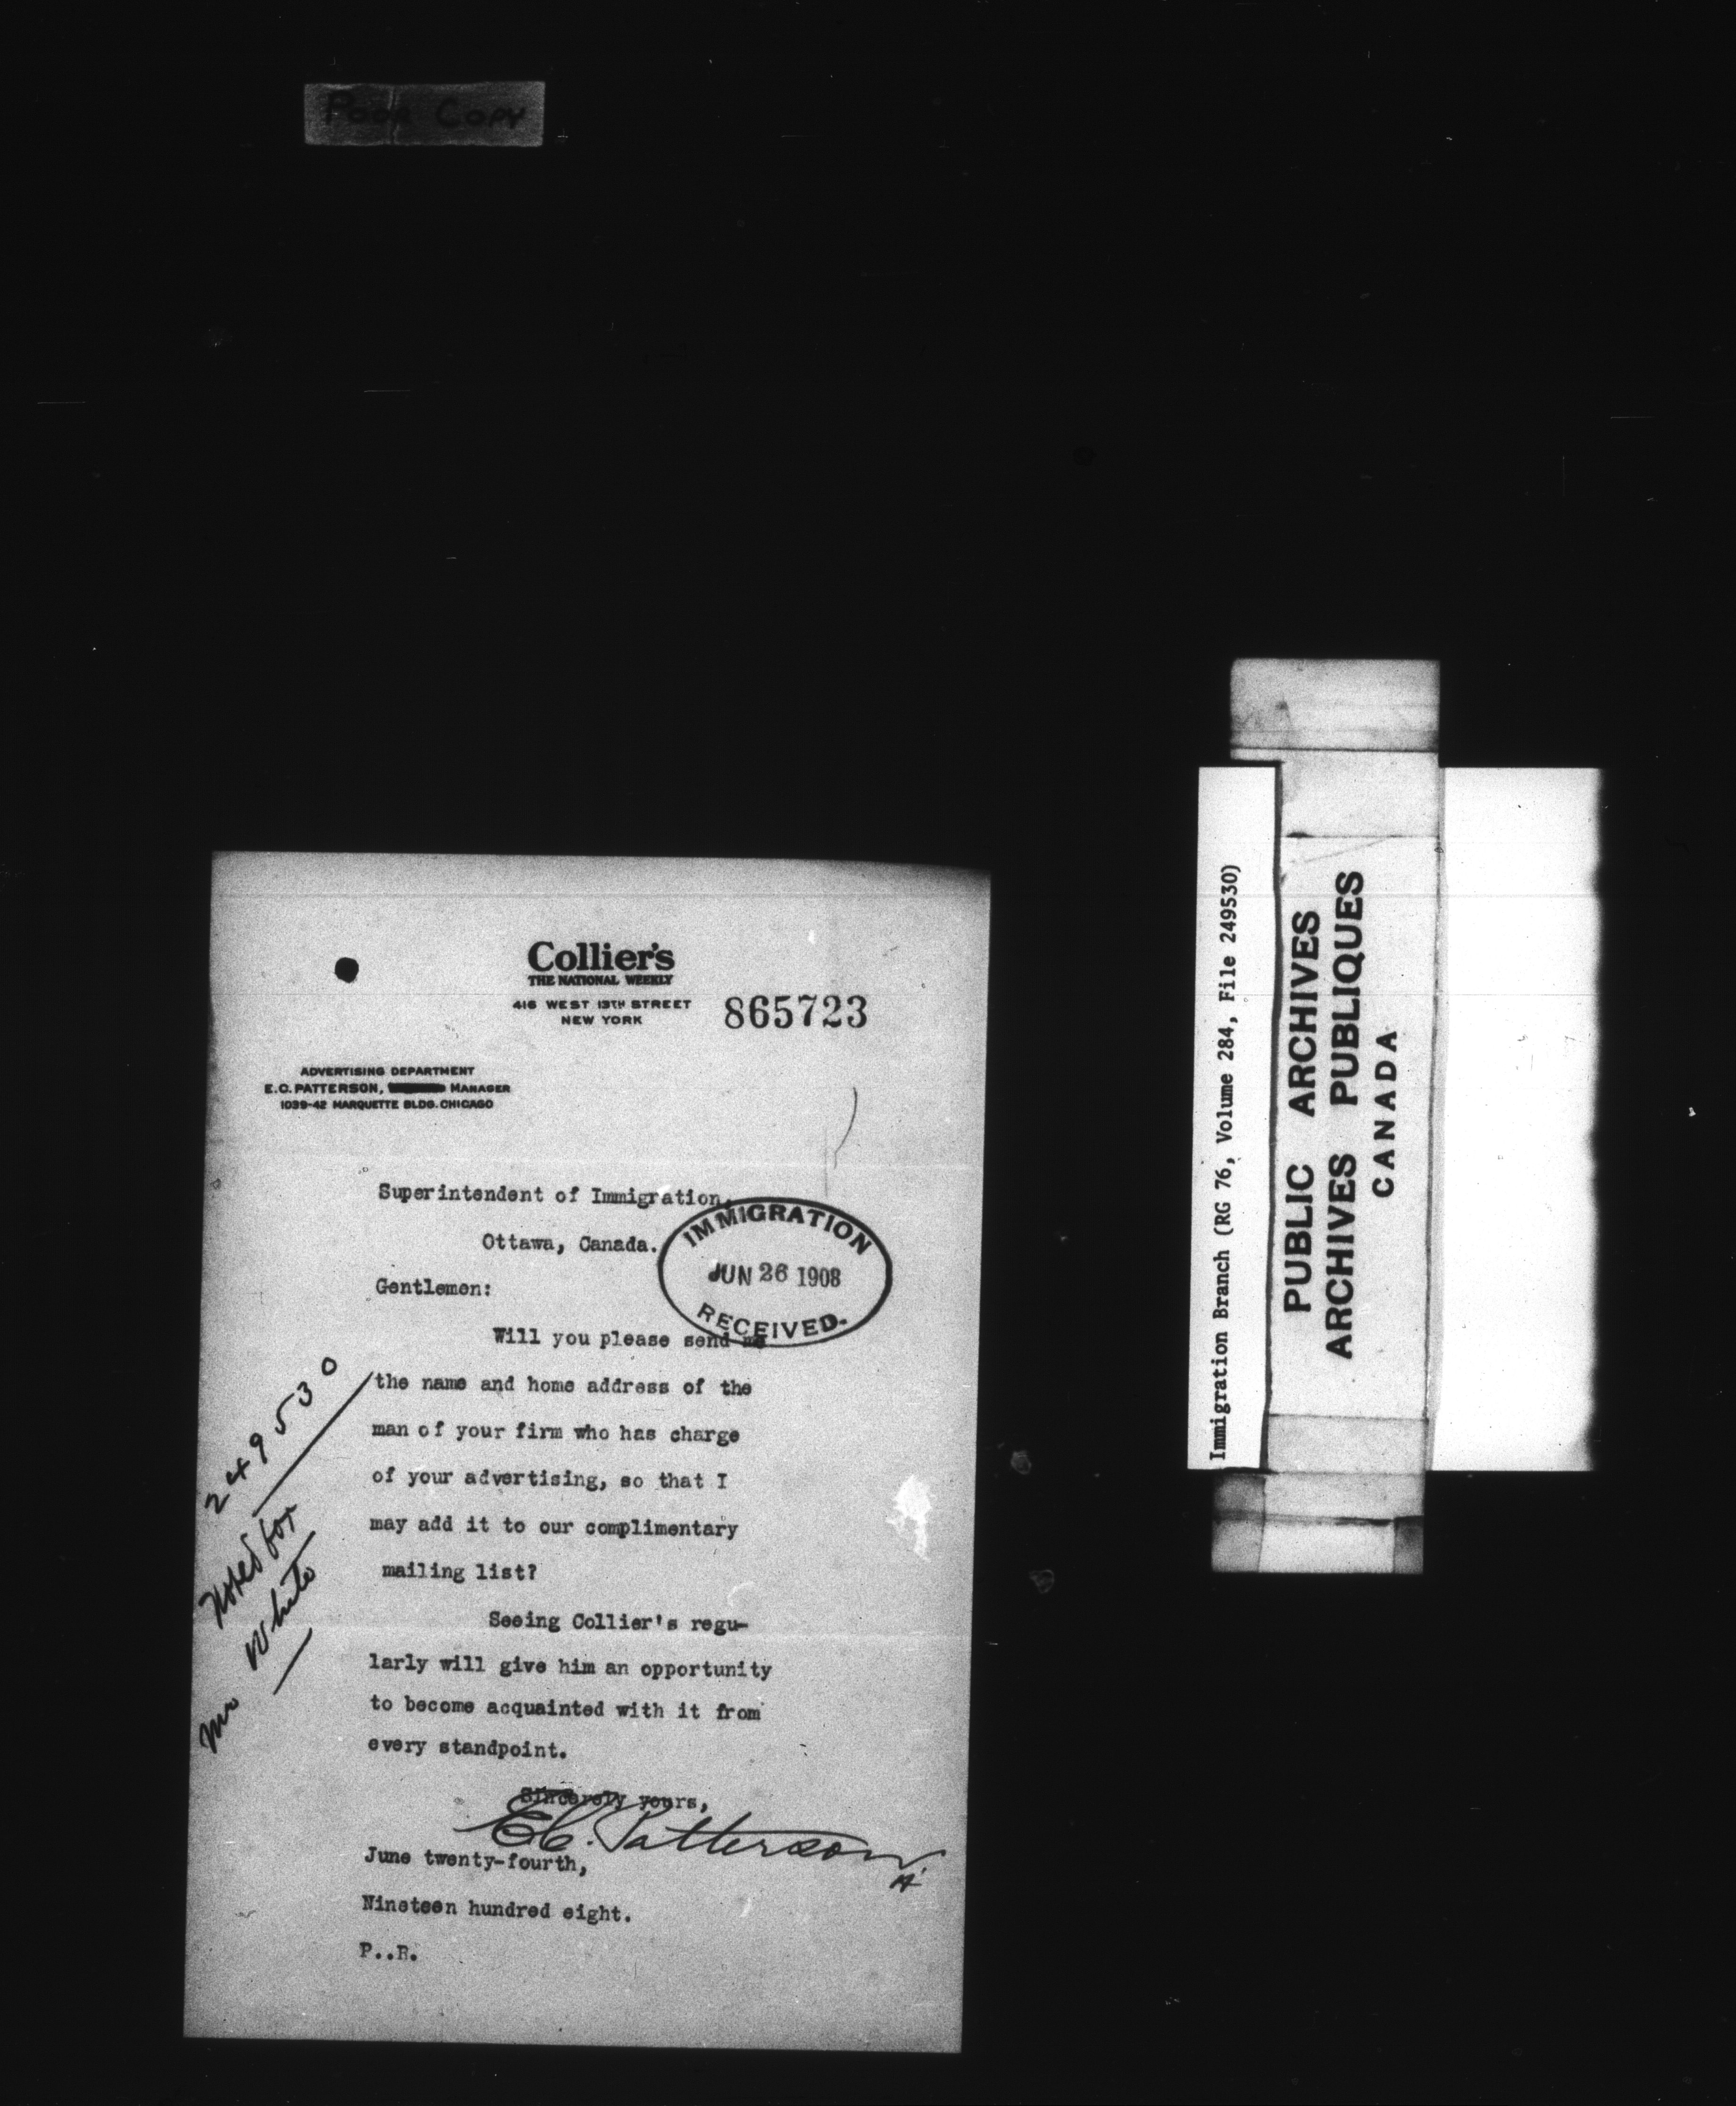 Poor Copy
Collier's
THE NATIONAL WEEKLY
416 WEST 13TH STREET
NEW YORK
865723
ADVERTISING DEPARTMENT
E.C. PATTERSON, MANAGER
1039-42 MARQUETTE BLDG. CHICAGO
Superintendent of Immigration,
Ottawa, Canada.
IMMIGRATION
JUN 26 1908
RECEIVED.
Gentlemen:
Will you please send me
the name and home address of the
man of your firm who has charge
of your advertising, so that I
may add it to our complimentary
mailing list?
Seeing Collier's regu-
larly will give him an opportunity
to become acquainted with it from
every standpoint.
Sincerely yours,
E.C. Patterson
June twenty-fourth,
Nineteen hundred eight.
P..R.
249530
Noted for
Mr White
Immigration Branch (RG 76, Volume 284, File 249530)
PUBLIC ARCHIVES
ARCHIVES PUBLIQUES
CANADA